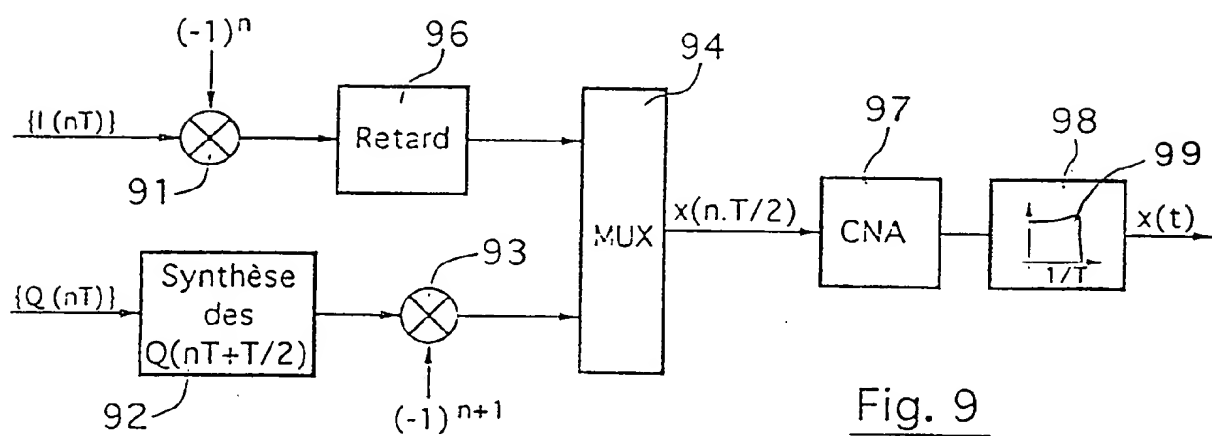 (-1)^n
96
94
{I(nT)}
Retard
91
97
98
99
MUX
x(n.T/2)
CNA
x(t)
1/T
93
{Q(nT)}
Synthèse
des
Q(nT+T/2)
92
(-1)^{n+1}
Fig. 9